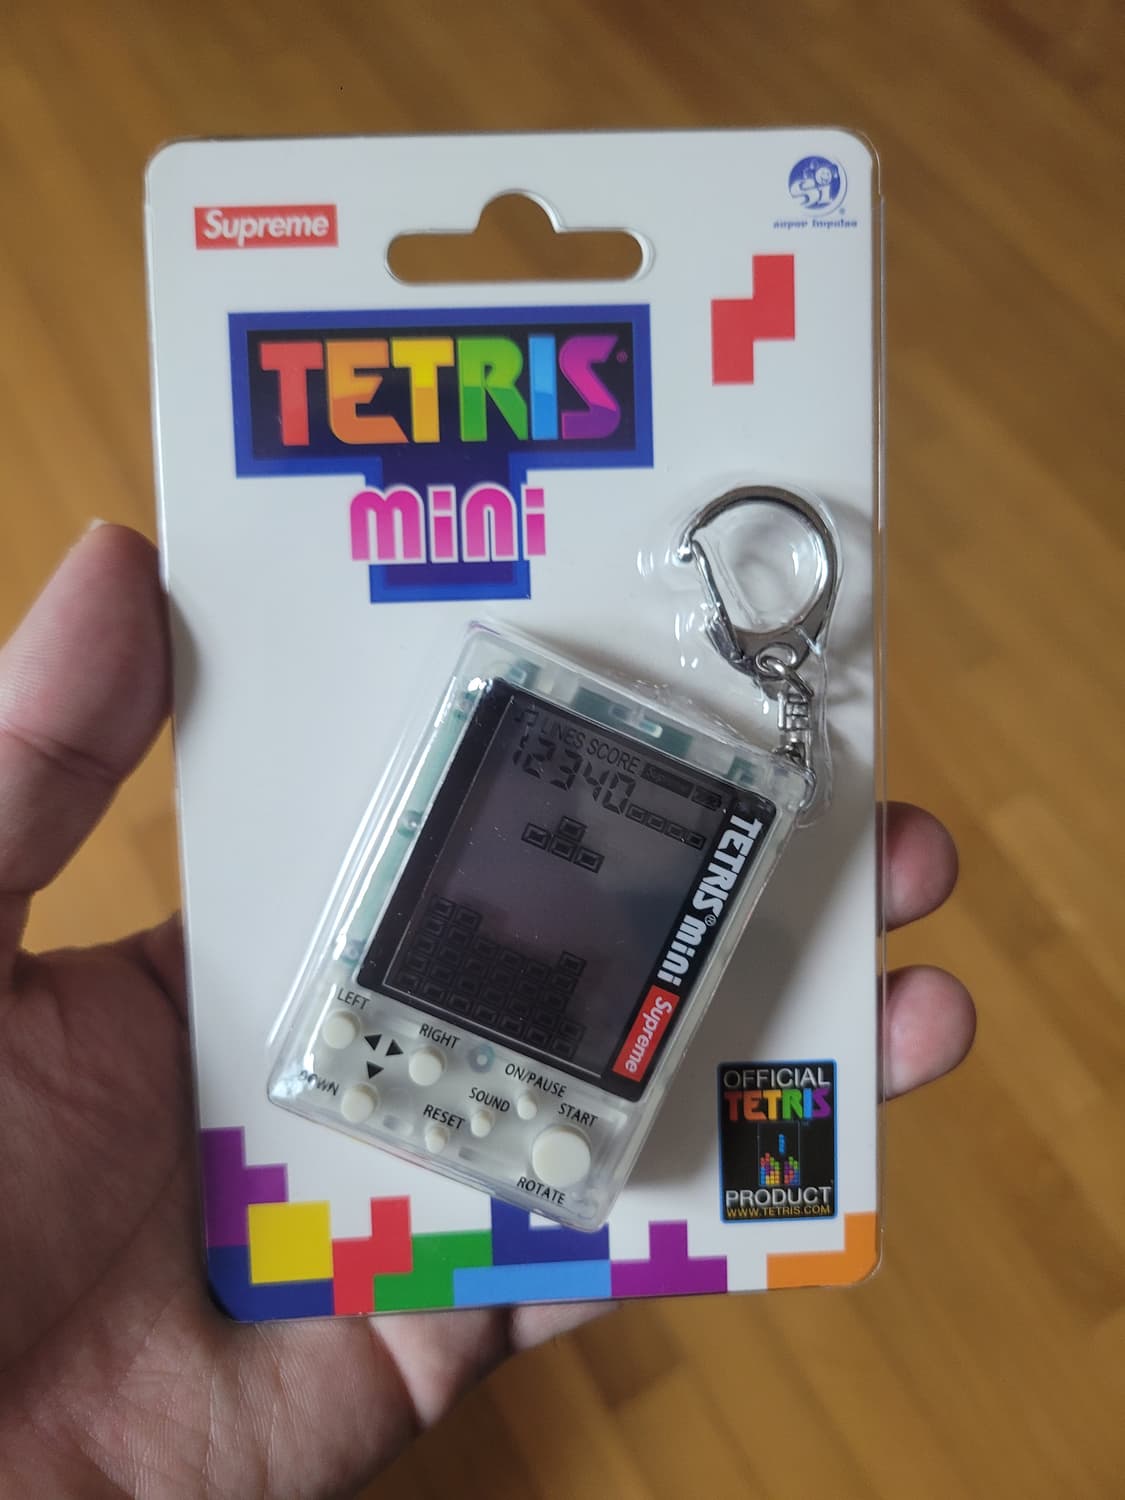 Supreme
super impulse
TETRIS®
mini
LINES SCORE
12340
TETRIS® mini Supreme
LEFT
RIGHT
DOWN
ON/PAUSE
SOUND
START
RESET
ROTATE
OFFICIAL
TETRIS
PRODUCT
WWW.TETRIS.COM